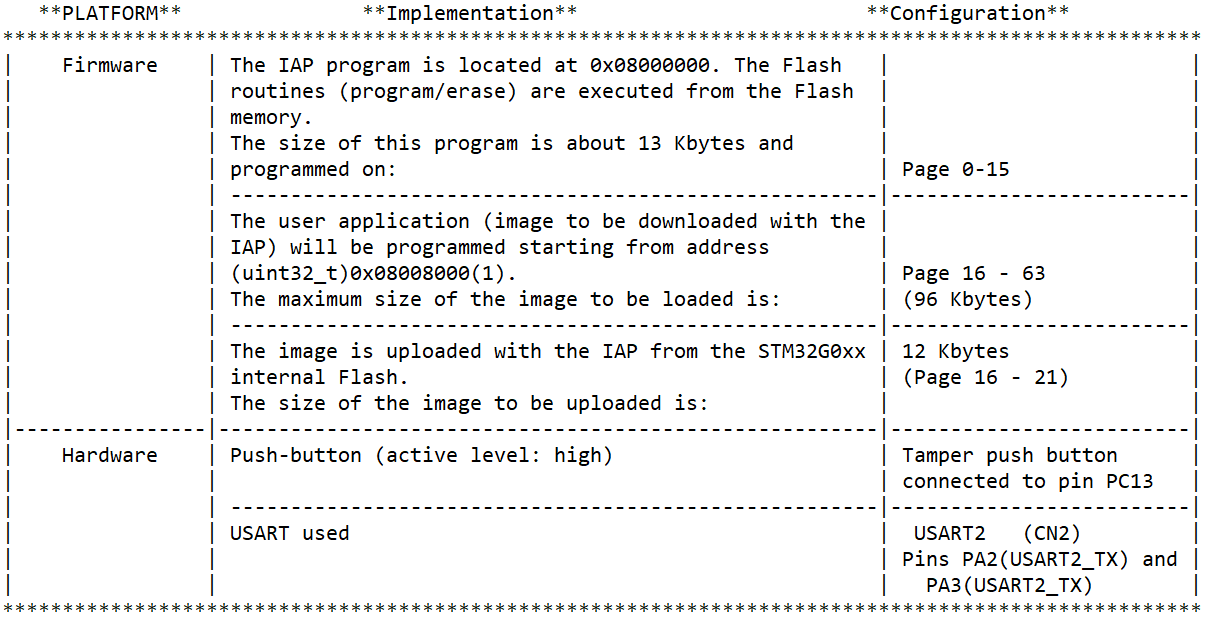 **PLATFORM** **Implementation** **Configuration**
****************************************************************************************************
| Firmware | The IAP program is located at 0x08000000. The Flash | |
| | routines (program/erase) are executed from the Flash | |
| | memory. | |
| | The size of this program is about 13 Kbytes and | |
| | programmed on: | Page 0-15 |
| | ------------------------------------------------------|-------------------------|
| | The user application (image to be downloaded with the | |
| | IAP) will be programmed starting from address | |
| | (uint32_t)0x08008000(1). | Page 16 - 63 |
| | The maximum size of the image to be loaded is: | (96 Kbytes) |
| | ------------------------------------------------------|-------------------------|
| | The image is uploaded with the IAP from the STM32G0xx | 12 Kbytes |
| | internal Flash. | (Page 16 - 21) |
| | The size of the image to be uploaded is: | |
|----------------|-------------------------------------------------------|-------------------------|
| Hardware | Push-button (active level: high) | Tamper push button |
| | | connected to pin PC13 |
| | ------------------------------------------------------|-------------------------|
| | USART used | USART2 (CN2) |
| | | Pins PA2(USART2_TX) and |
| | | PA3(USART2_TX) |
****************************************************************************************************